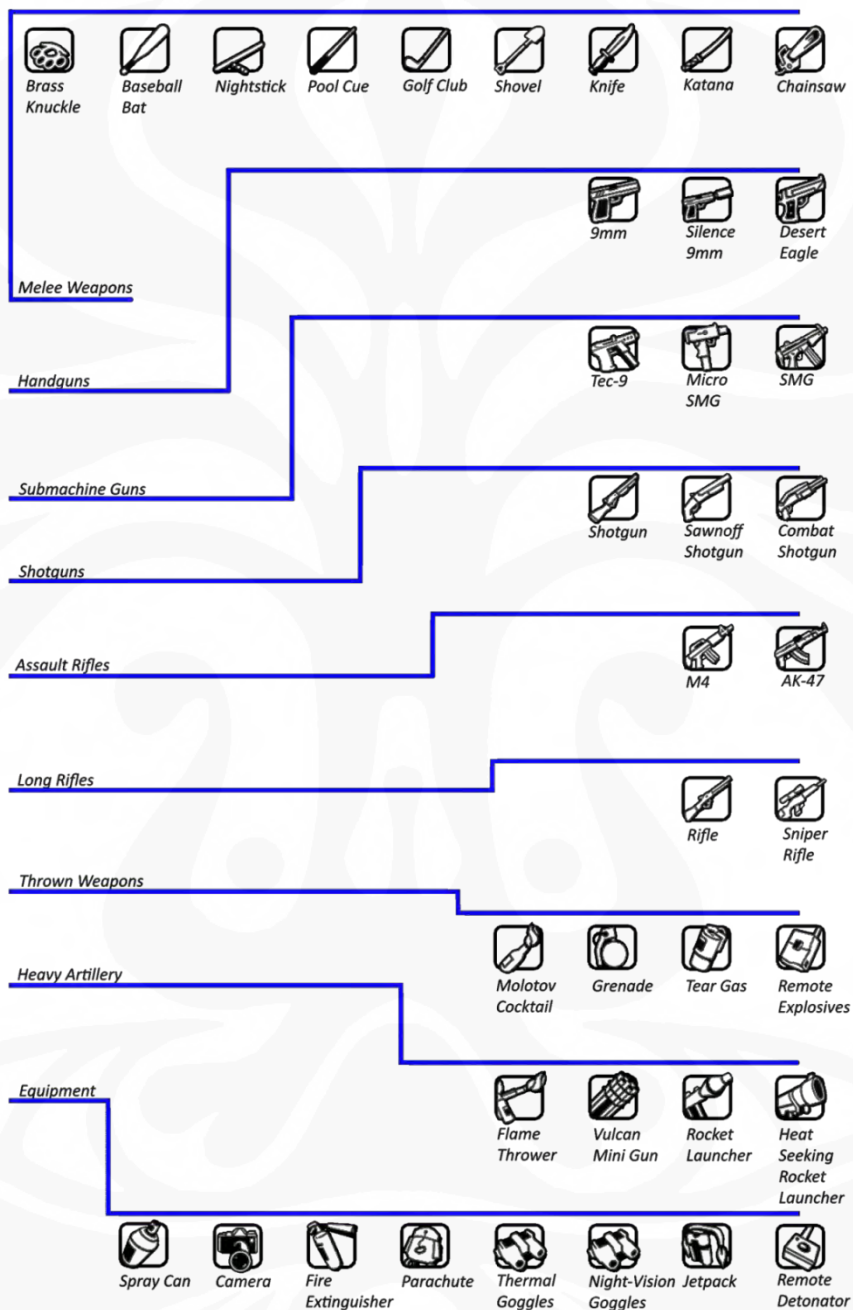 Brass Knuckle
Baseball Bat
Nightstick
Pool Cue
Golf Club
Shovel
Knife
Katana
Chainsaw
9mm
Silence 9mm
Desert Eagle
Melee Weapons
Tec-9
Micro SMG
SMG
Handguns
Submachine Guns
Shotgun
Sawnoff Shotgun
Combat Shotgun
Shotguns
Assault Rifles
M4
AK-47
Long Rifles
Rifle
Sniper Rifle
Thrown Weapons
Molotov Cocktail
Grenade
Tear Gas
Remote Explosives
Heavy Artillery
Flame Thrower
Vulcan Mini Gun
Rocket Launcher
Heat Seeking Rocket Launcher
Equipment
Spray Can
Camera
Fire Extinguisher
Parachute
Thermal Goggles
Night-Vision Goggles
Jetpack
Remote Detonator